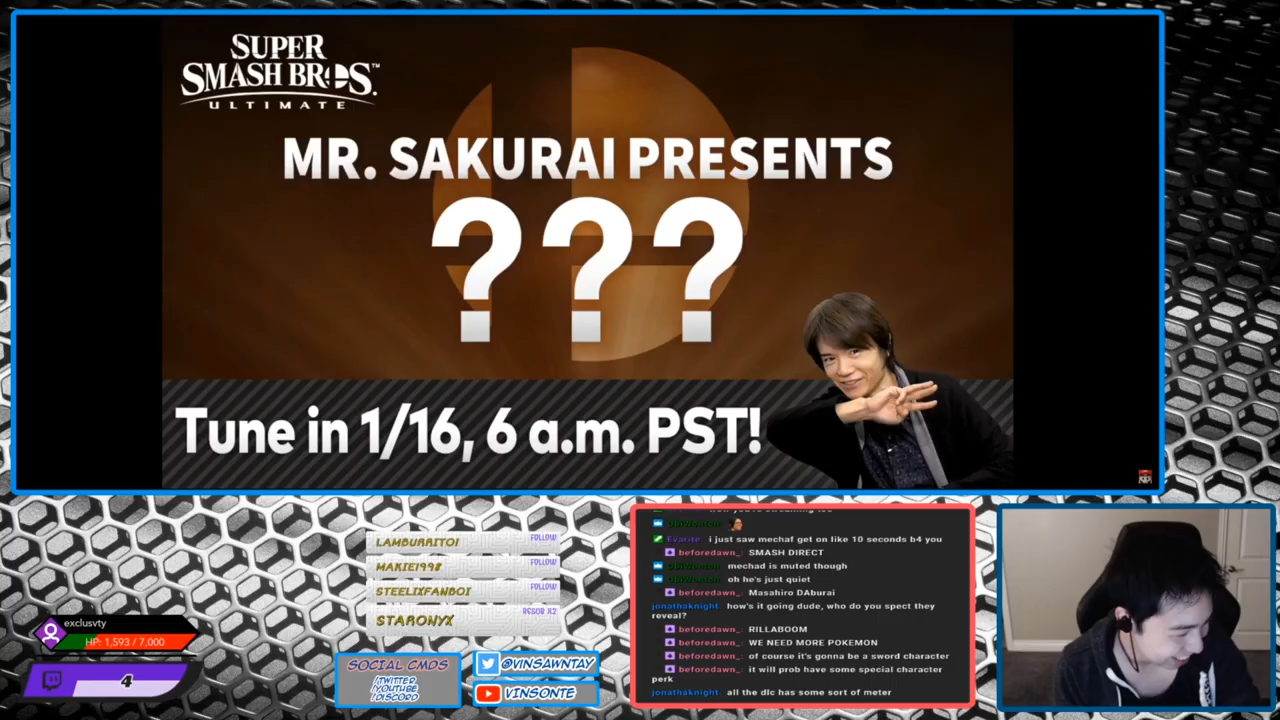 SUPER
SMASH BROS.™
ULTIMATE
MR. SAKURAI PRESENTS
???
Tune in 1/16, 6 a.m. PST!
exclusvty
HP: 1,593 / 7,000
4
LAMBURRITO1 FOLLOW
MAKIE1998 FOLLOW
STEELIXFANBOI FOLLOW
STARONYX RESUB X2
SOCIAL CMDS
!TWITTER
!YOUTUBE
!DISCORD
@VINSAWNTAY
VINSONTE
Evarite: i just saw mechaf get on like 10 seconds b4 you
beforedawn_: SMASH DIRECT
mechad is muted though
oh he's just quiet
beforedawn_: Masahiro DAburai
jonathaknight: how's it going dude, who do you spect they
reveal?
beforedawn_: RILLABOOM
beforedawn_: WE NEED MORE POKEMON
beforedawn_: of course it's gonna be a sword character
beforedawn_: it will prob have some special character
perk
jonathaknight: all the dlc has some sort of meter